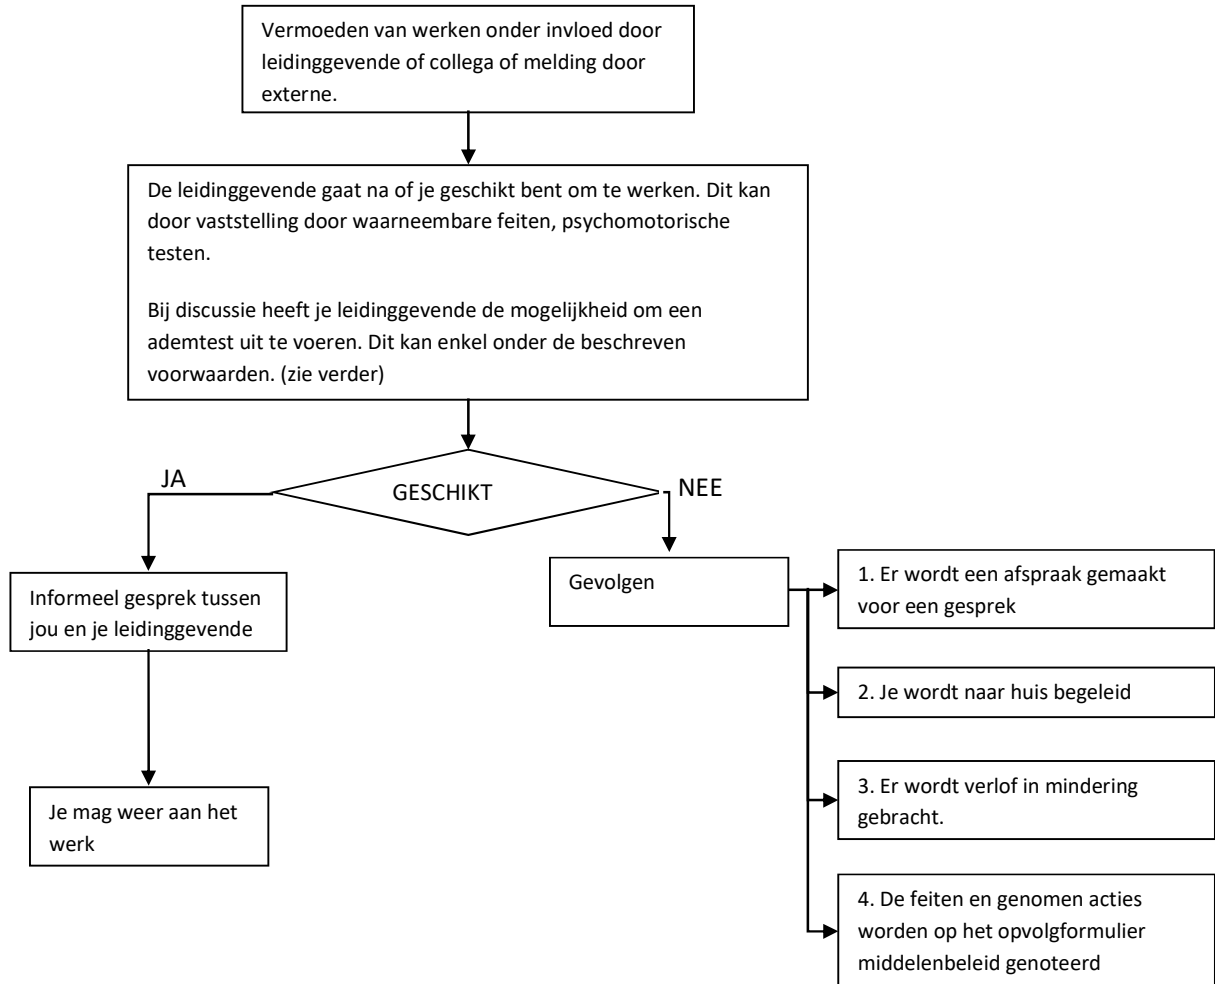 Vermoeden van werken onder invloed door
leidinggevende of collega of melding door
externe.
De leidinggevende gaat na of je geschikt bent om te werken. Dit kan
door vaststelling door waarneembare feiten, psychomotorische
testen.
Bij discussie heeft je leidinggevende de mogelijkheid om een
ademtest uit te voeren. Dit kan enkel onder de beschreven
voorwaarden. (zie verder)
JA
GESCHIKT
NEE
Informeel gesprek tussen
jou en je leidinggevende
Je mag weer aan het
werk
Gevolgen
1. Er wordt een afspraak gemaakt
voor een gesprek
2. Je wordt naar huis begeleid
3. Er wordt verlof in mindering
gebracht.
4. De feiten en genomen acties
worden op het opvolgformulier
middelenbeleid genoteerd